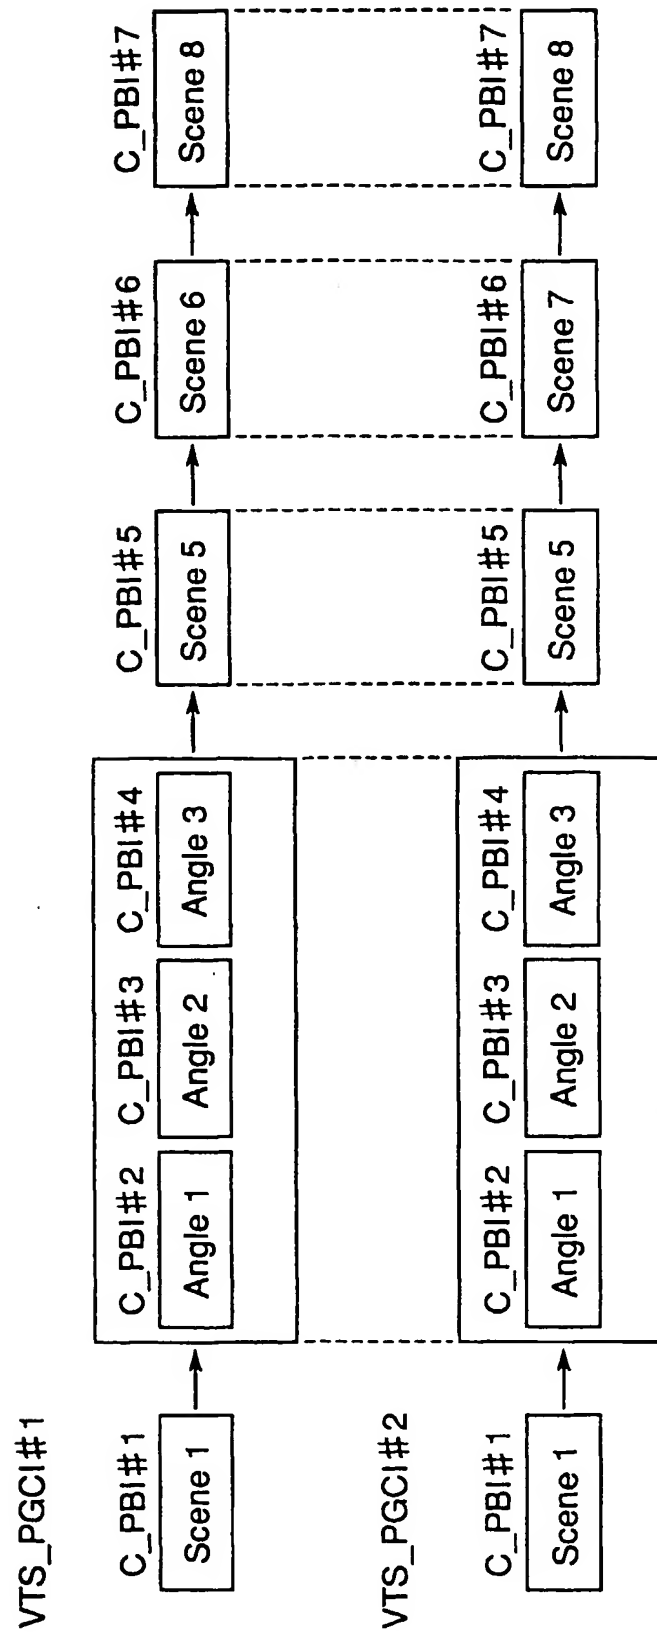 VTS_PGCI#1
C_PBI#1
Scene 1
C_PBI#2
Angle 1
C_PBI#3
Angle 2
C_PBI#4
Angle 3
C_PBI#5
Scene 5
C_PBI#6
Scene 6
C_PBI#7
Scene 8
VTS_PGCI#2
C_PBI#1
Scene 1
C_PBI#2
Angle 1
C_PBI#3
Angle 2
C_PBI#4
Angle 3
C_PBI#5
Scene 5
C_PBI#6
Scene 7
C_PBI#7
Scene 8